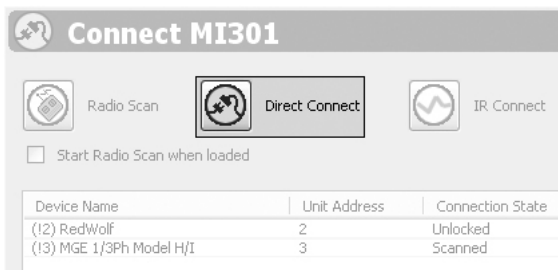 Connect MI301
Radio Scan Direct Connect IR Connect
Start Radio Scan when loaded
Device Name Unit Address Connection State
(!2) RedWolf 2 Unlocked
(!3) MGE 1/3Ph Model H/I 3 Scanned